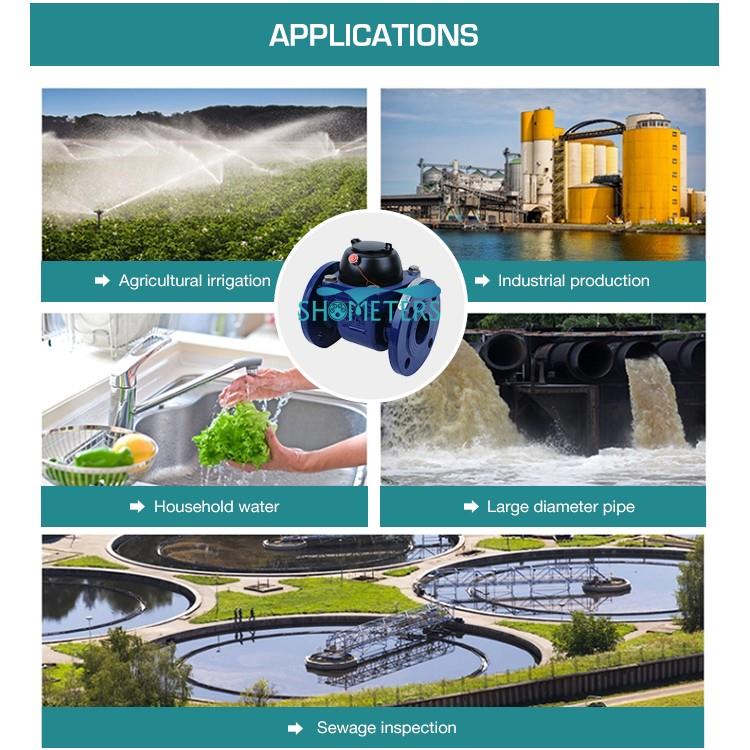 APPLICATIONS
Agricultural irrigation
Industrial production
SHOMETERS
Household water
Large diameter pipe
Sewage inspection